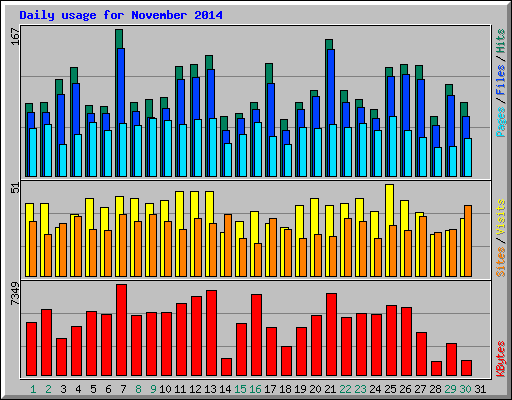 Daily usage for November 2014
167
Pages / Files / Hits
51
Sites / Visits
7349
KBytes
1 2 3 4 5 6 7 8 9 10 11 12 13 14 15 16 17 18 19 20 21 22 23 24 25 26 27 28 29 30 31